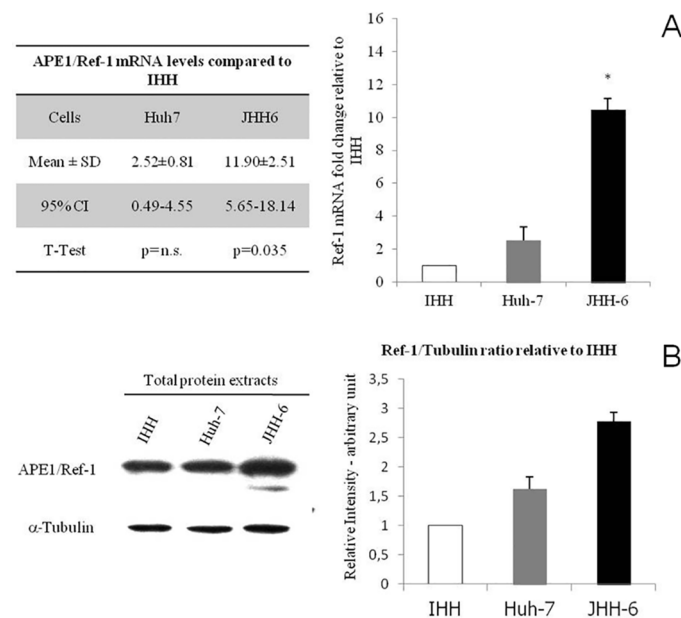 A
APE1/Ref-1 mRNA levels compared to
IHH
Cells Huh7 JHH6
Mean ± SD 2.52±0.81 11.90±2.51
95%CI 0.49-4.55 5.65-18.14
T-Test p=n.s. p=0.035
Ref-1 mRNA fold change relative to
IHH
16
14
12
10
8
6
4
2
0
*
IHH Huh-7 JHH-6
B
Total protein extracts
IHH Huh-7 JHH-6
APE1/Ref-1
α-Tubulin
Ref-1/Tubulin ratio relative to IHH
Relative Intensity - arbitrary unit
3,5
3
2,5
2
1,5
1
0,5
0
IHH Huh-7 JHH-6